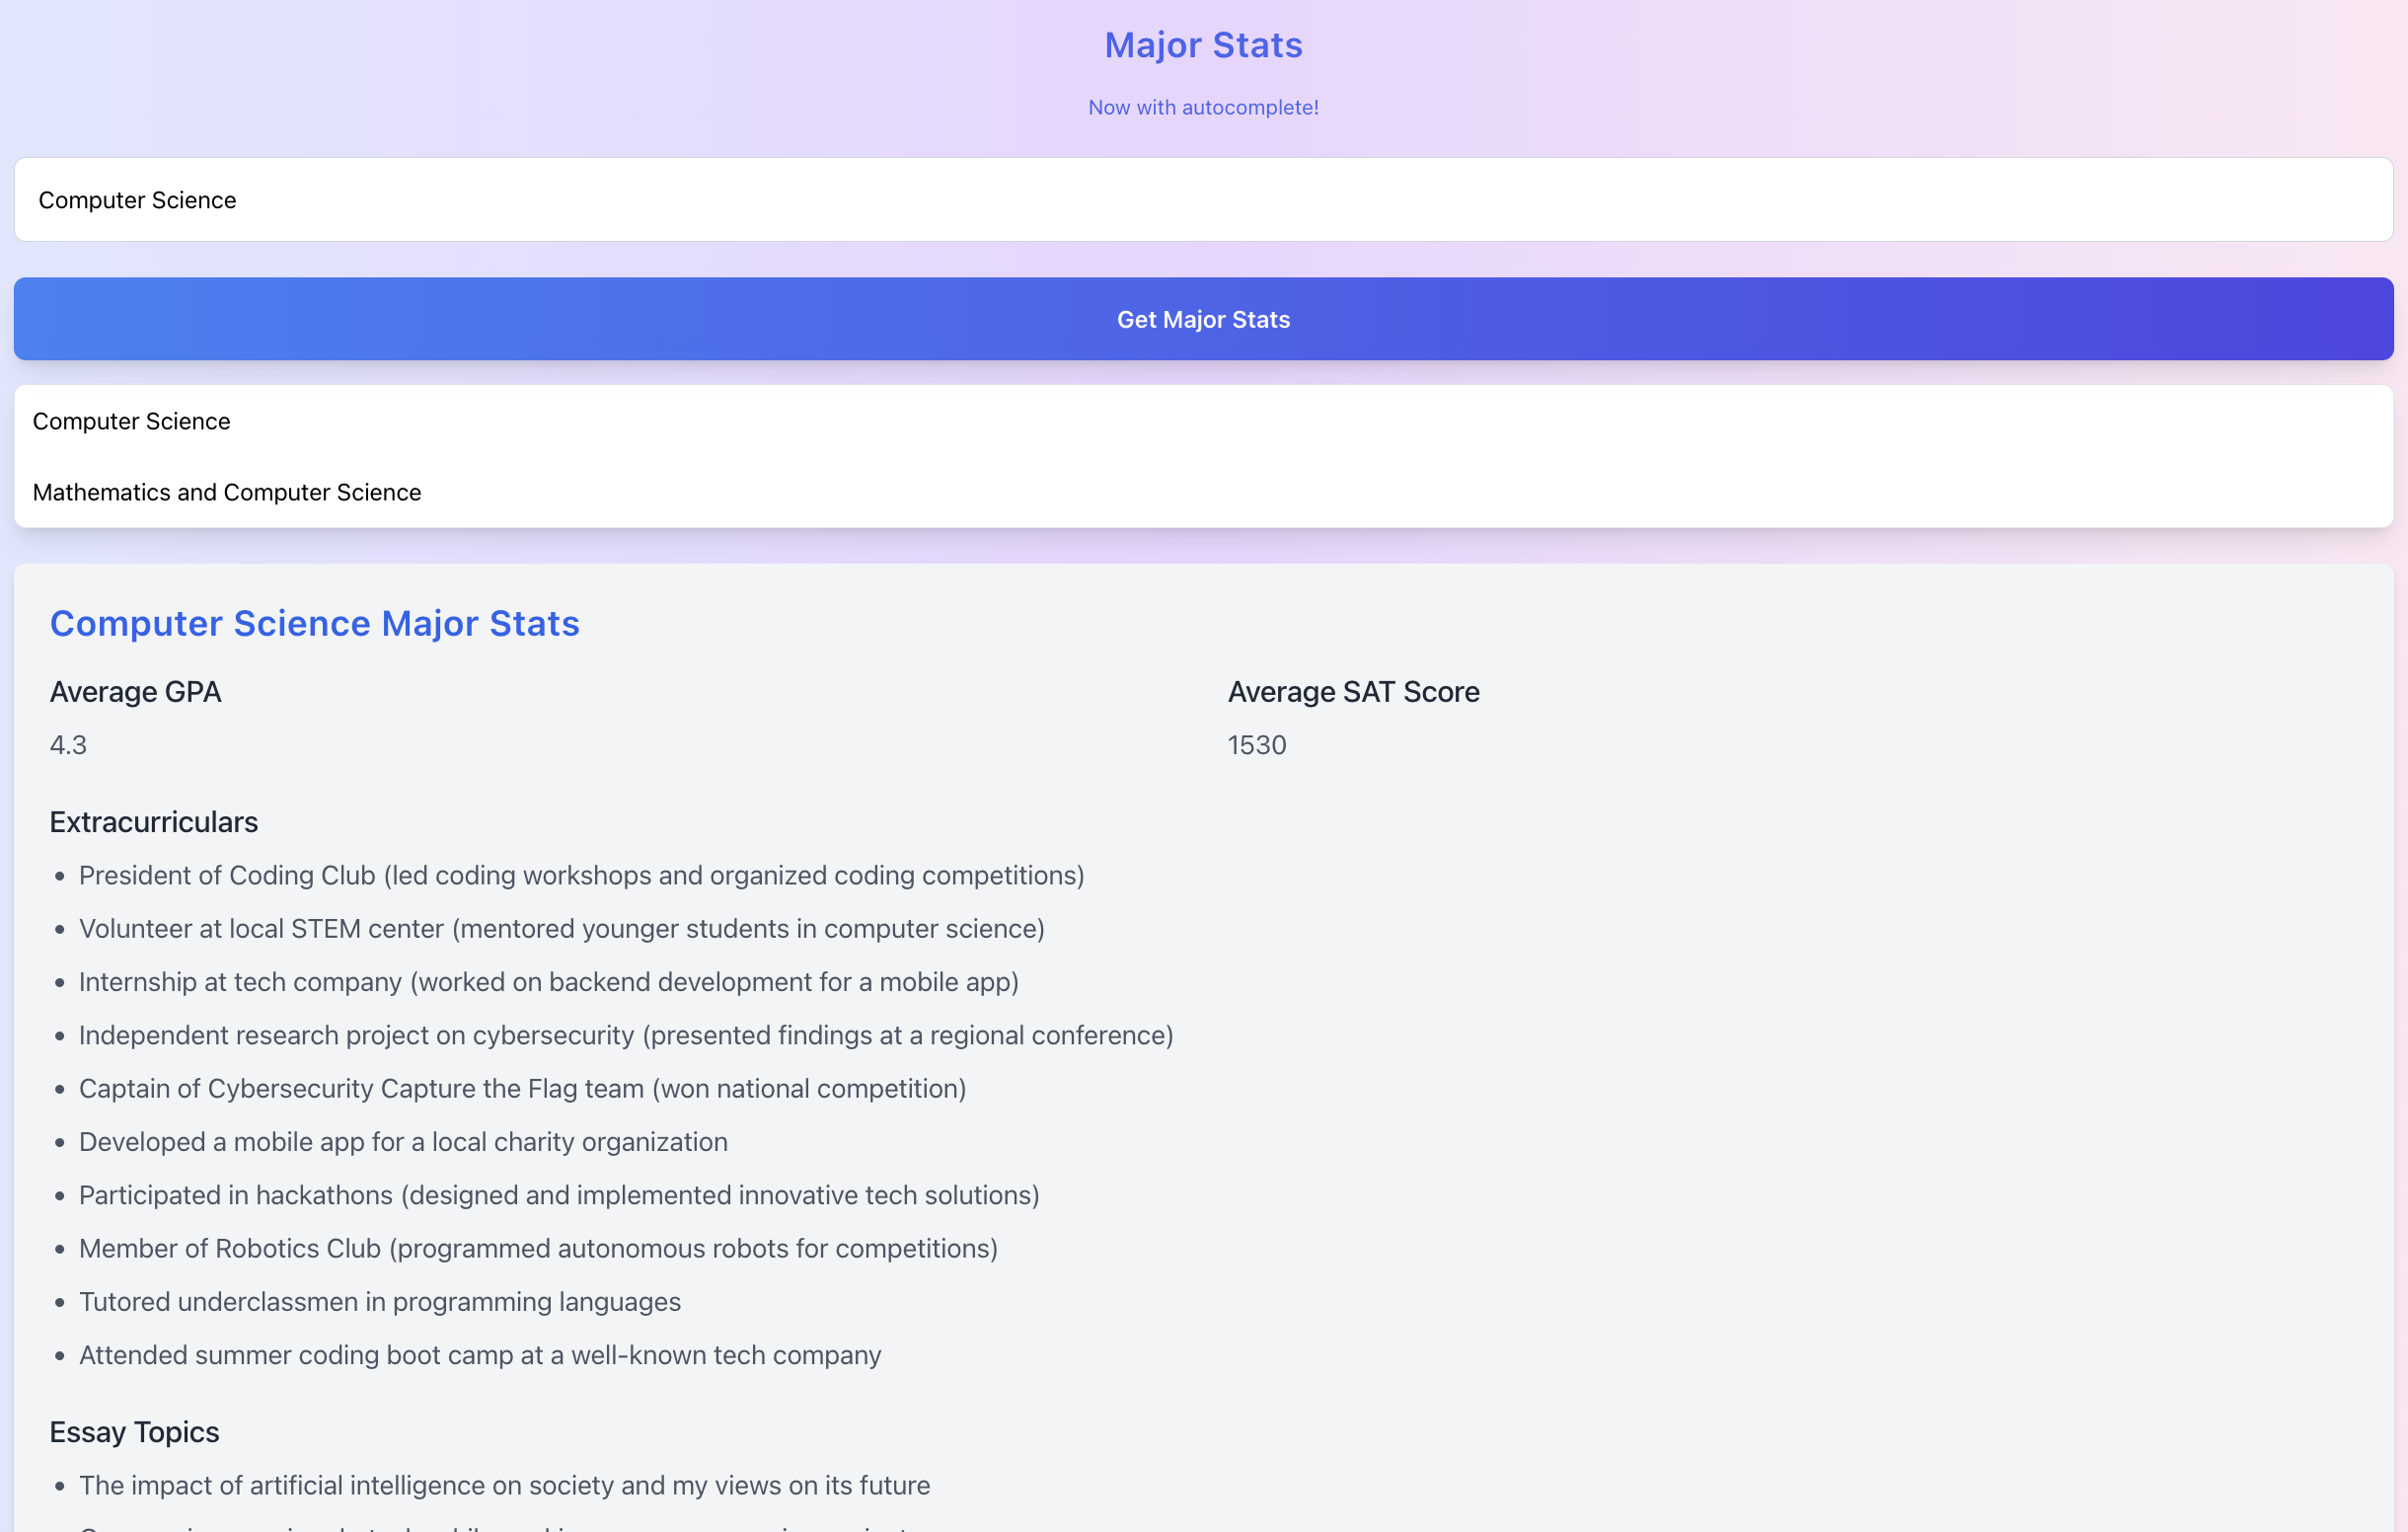 Major Stats
Now with autocomplete!
Computer Science
Get Major Stats
Computer Science
Mathematics and Computer Science
Computer Science Major Stats
Average GPA
Average SAT Score
4.3
1530
Extracurriculars
• President of Coding Club (led coding workshops and organized coding competitions)
• Volunteer at local STEM center (mentored younger students in computer science)
• Internship at tech company (worked on backend development for a mobile app)
• Independent research project on cybersecurity (presented findings at a regional conference)
• Captain of Cybersecurity Capture the Flag team (won national competition)
• Developed a mobile app for a local charity organization
• Participated in hackathons (designed and implemented innovative tech solutions)
• Member of Robotics Club (programmed autonomous robots for competitions)
• Tutored underclassmen in programming languages
• Attended summer coding boot camp at a well-known tech company
Essay Topics
• The impact of artificial intelligence on society and my views on its future